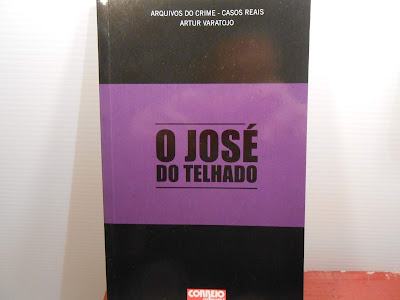 ARQUIVOS DO CRIME - CASOS REAIS
ARTUR VARATOJO
O JOSÉ
DO TELHADO
CORREIO